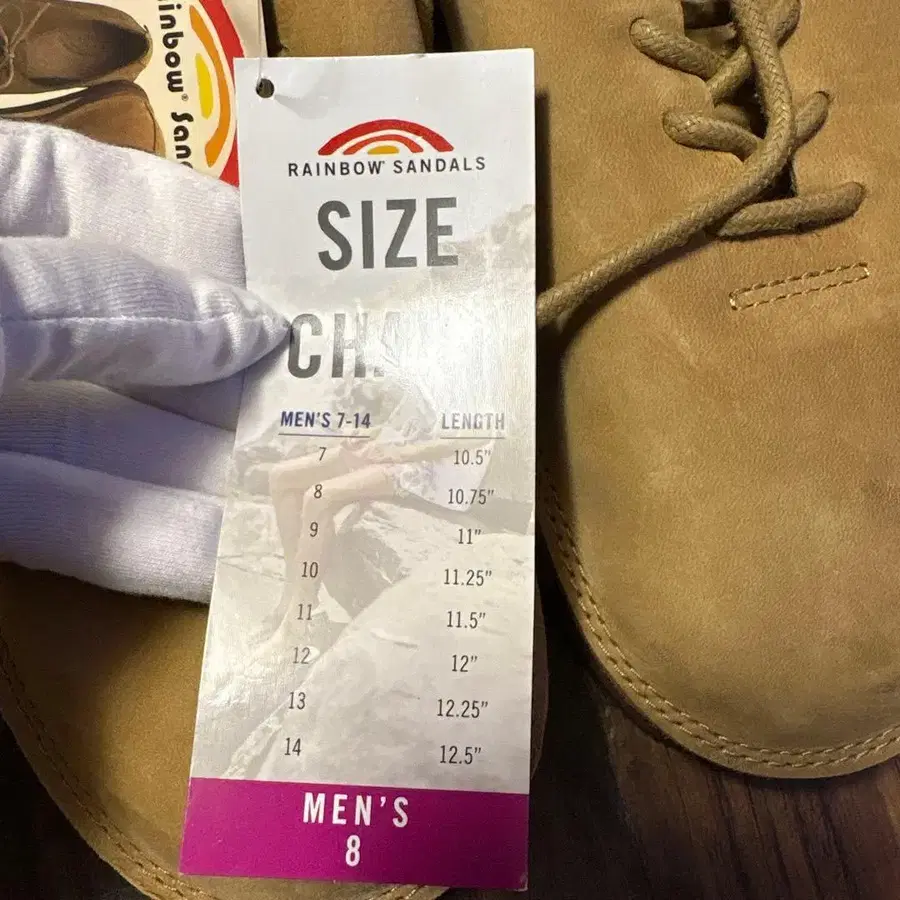 inbow® San
RAINBOW® SANDALS
SIZE
CHA
MEN'S 7-14 LENGTH
7 10.5"
8 10.75"
9 11"
10 11.25"
11 11.5"
12 12"
13 12.25"
14 12.5"
MEN'S
8